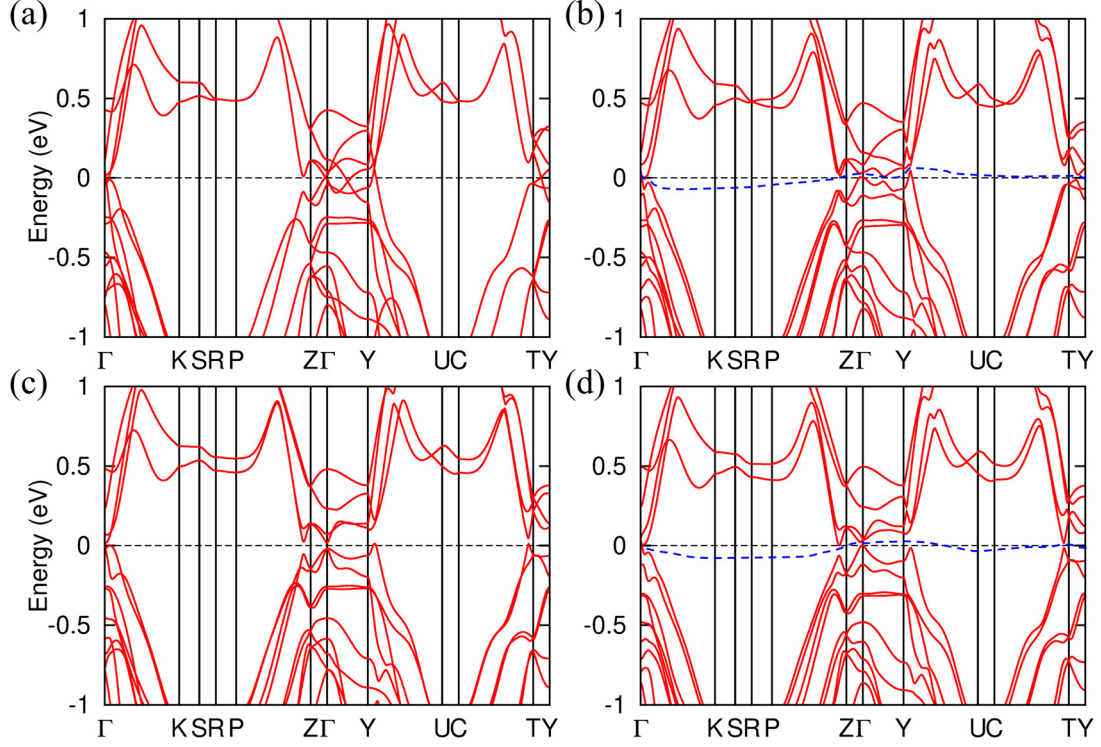 (a) (b)
1 1
0.5 0.5
0 0
-0.5 -0.5
-1 -1
Energy (eV)
Γ K S R P Z Γ Y U C T Y Γ K S R P Z Γ Y U C T Y
(c) (d)
1 1
0.5 0.5
0 0
-0.5 -0.5
-1 -1
Energy (eV)
Γ K S R P Z Γ Y U C T Y Γ K S R P Z Γ Y U C T Y